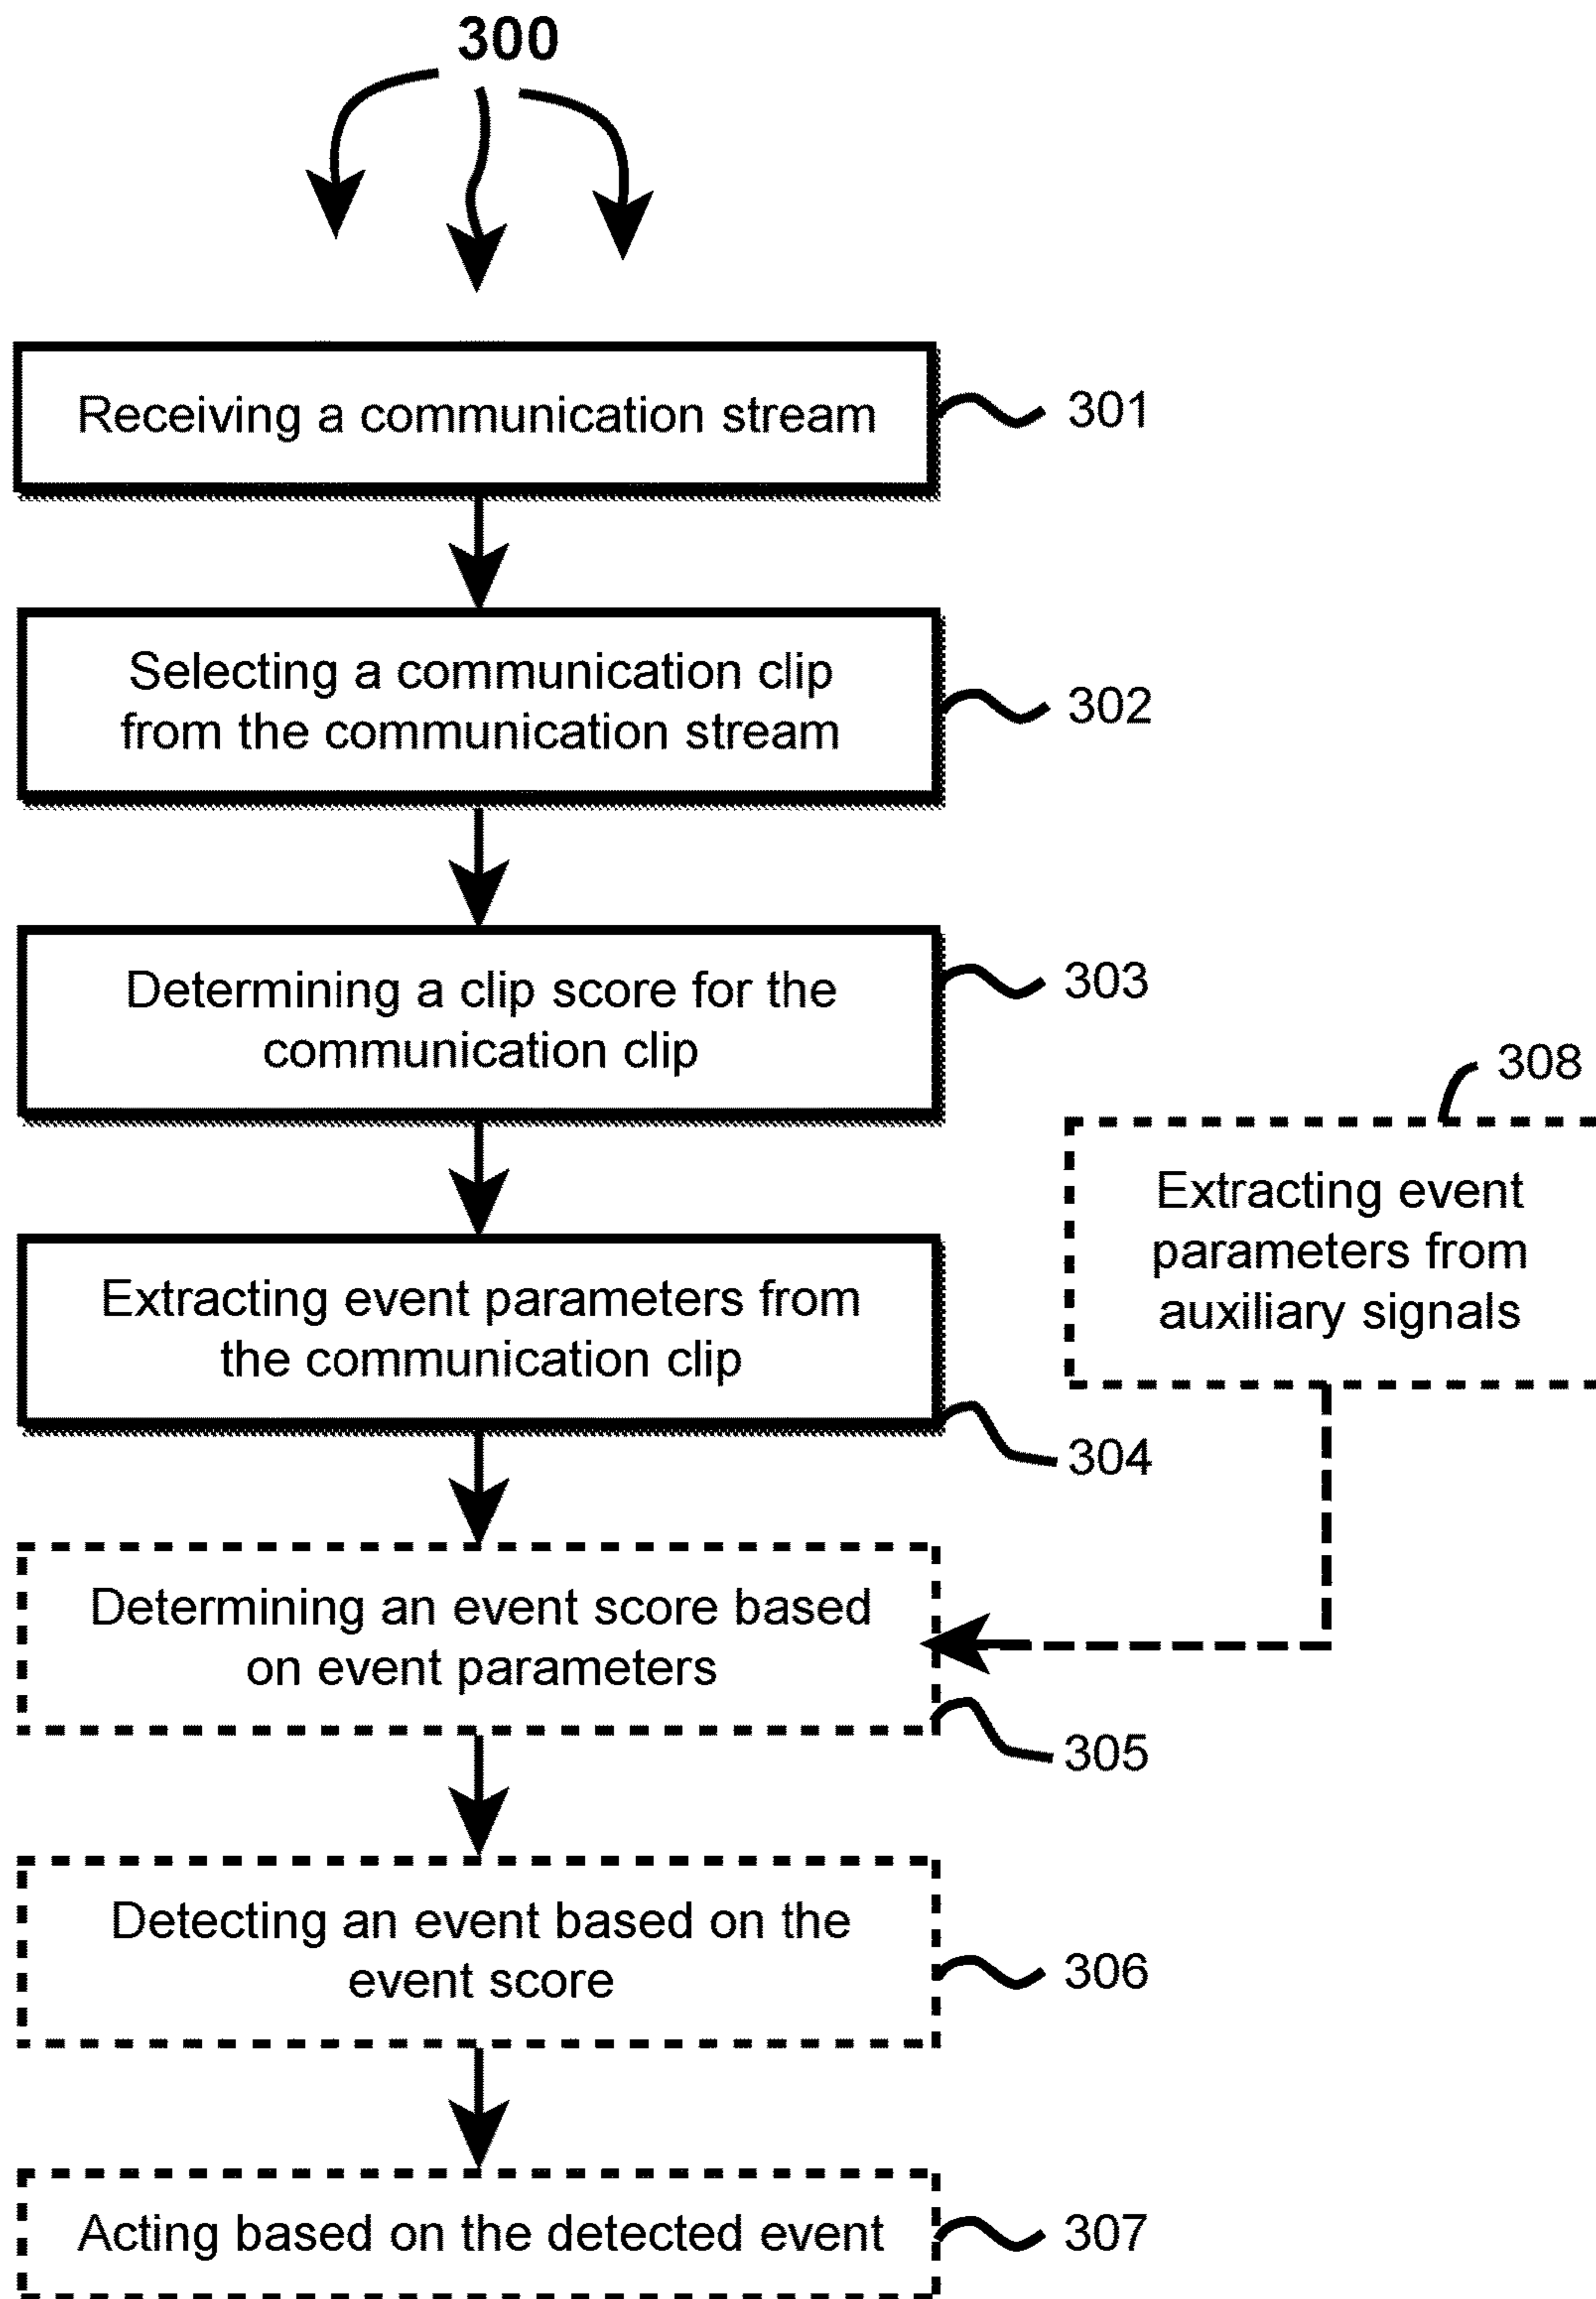 300
Receiving a communication stream
301
Selecting a communication clip
from the communication stream
302
Determining a clip score for the
communication clip
303
308
Extracting event
parameters from
auxiliary signals
Extracting event parameters from
the communication clip
304
Determining an event score based
on event parameters
305
Detecting an event based on the
event score
306
Acting based on the detected event
307